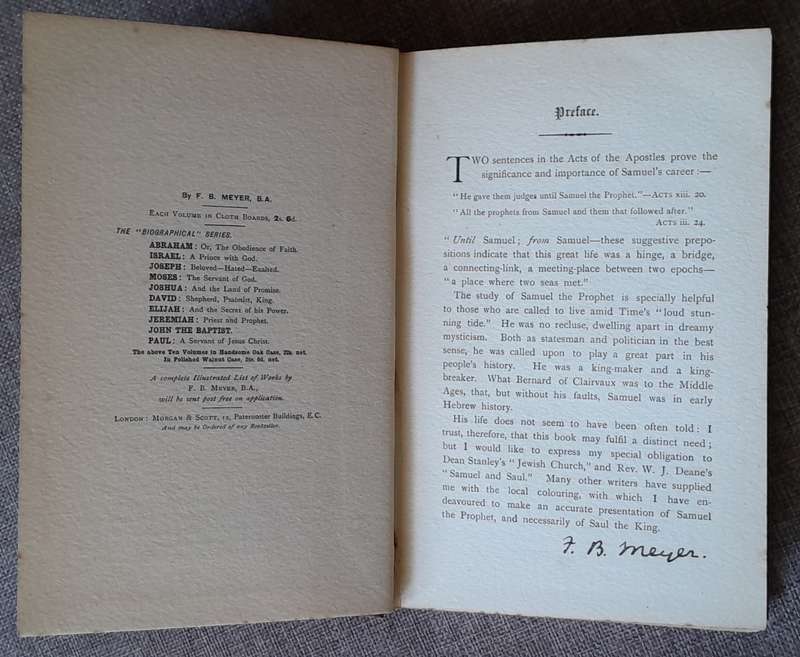 By F. B. MEYER, B.A.
EACH VOLUME IN CLOTH BOARDS, 2s. 6d.
THE "BIOGRAPHICAL" SERIES.
ABRAHAM: Or, The Obedience of Faith.
ISRAEL: A Prince with God.
JOSEPH: Beloved—Hated—Exalted.
MOSES: The Servant of God.
JOSHUA: And the Land of Promise.
DAVID: Shepherd, Psalmist, King.
ELIJAH: And the Secret of his Power.
JEREMIAH: Priest and Prophet.
JOHN THE BAPTIST.
PAUL: A Servant of Jesus Christ.
The above Ten Volumes in Handsome Oak Case, net.
In Polished Walnut Case, 6d. net.
A complete Illustrated List of Works by
F. B. MEYER, B.A.,
will be sent post free on application.
LONDON: MORGAN & SCOTT, 12, Paternoster Buildings, E.C.
And may be Ordered of any Bookseller.
Preface.
TWO sentences in the Acts of the Apostles prove the
significance and importance of Samuel's career:—
"He gave them judges until Samuel the Prophet."—ACTS xiii. 20.
"All the prophets from Samuel and them that followed after."
ACTS iii. 24.
"Until Samuel; from Samuel—these suggestive prepo-
sitions indicate that this great life was a hinge, a bridge,
a connecting-link, a meeting-place between two epochs—
"a place where two seas met."
The study of Samuel the Prophet is specially helpful
to those who are called to live amid Time's "loud stun-
ning tide." He was no recluse, dwelling apart in dreamy
mysticism. Both as statesman and politician in the best
sense, he was called upon to play a great part in his
people's history. He was a king-maker and a king-
breaker. What Bernard of Clairvaux was to the Middle
Ages, that, but without his faults, Samuel was in early
Hebrew history.
His life does not seem to have been often told: I
trust, therefore, that this book may fulfil a distinct need;
but I would like to express my special obligation to
Dean Stanley's "Jewish Church," and Rev. W. J. Deane's
"Samuel and Saul." Many other writers have supplied
me with the local colouring, with which I have en-
deavoured to make an accurate presentation of Samuel
the Prophet, and necessarily of Saul the King.
F. B. Meyer.